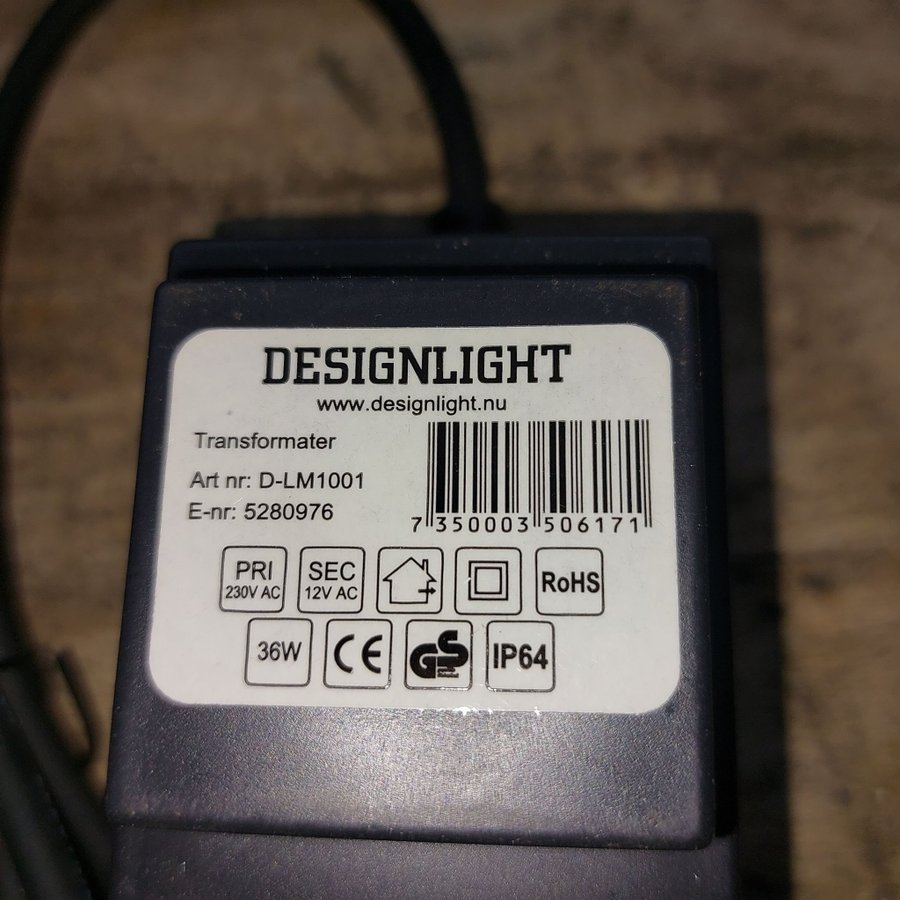 DESIGNLIGHT
www.designlight.nu
Transformater
Art nr: D-LM1001
E-nr: 5280976
7 350003 506171
PRI
230V AC
SEC
12V AC
RoHS
36W
CE
GS
IP64